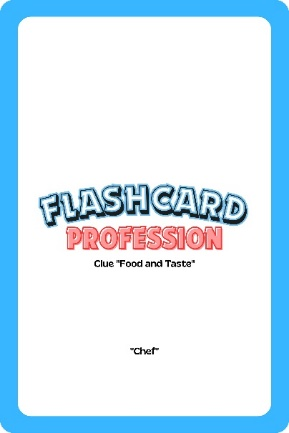 FLASHCARD
PROFESSION
Clue "Food and Taste"
"Chef"